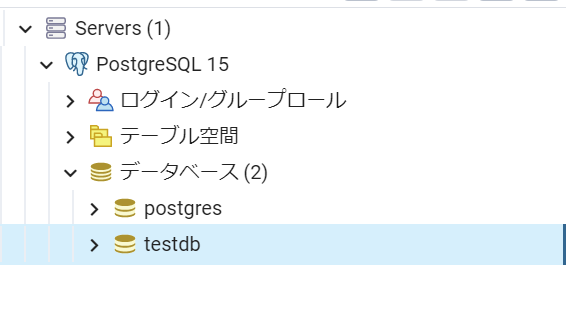 Servers (1)
PostgreSQL 15
ログイン/グループロール
テーブル空間
データベース (2)
postgres
testdb